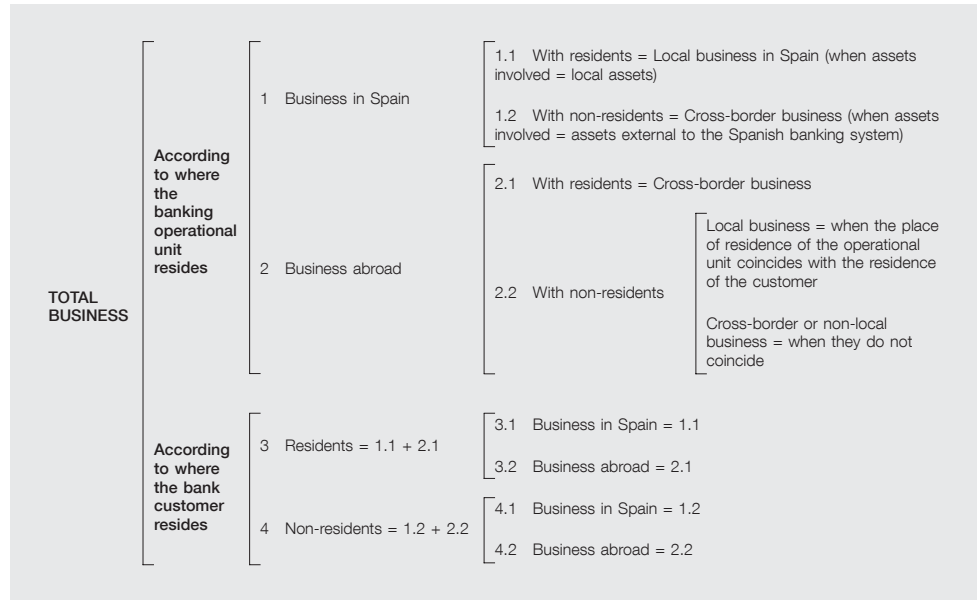 TOTAL
BUSINESS
According
to where
the
banking
operational
unit
resides
1 Business in Spain
1.1 With residents = Local business in Spain (when assets
involved = local assets)
1.2 With non-residents = Cross-border business (when assets
involved = assets external to the Spanish banking system)
2 Business abroad
2.1 With residents = Cross-border business
2.2 With non-residents
Local business = when the place
of residence of the operational
unit coincides with the residence
of the customer
Cross-border or non-local
business = when they do not
coincide
According
to where
the bank
customer
resides
3 Residents = 1.1 + 2.1
3.1 Business in Spain = 1.1
3.2 Business abroad = 2.1
4 Non-residents = 1.2 + 2.2
4.1 Business in Spain = 1.2
4.2 Business abroad = 2.2